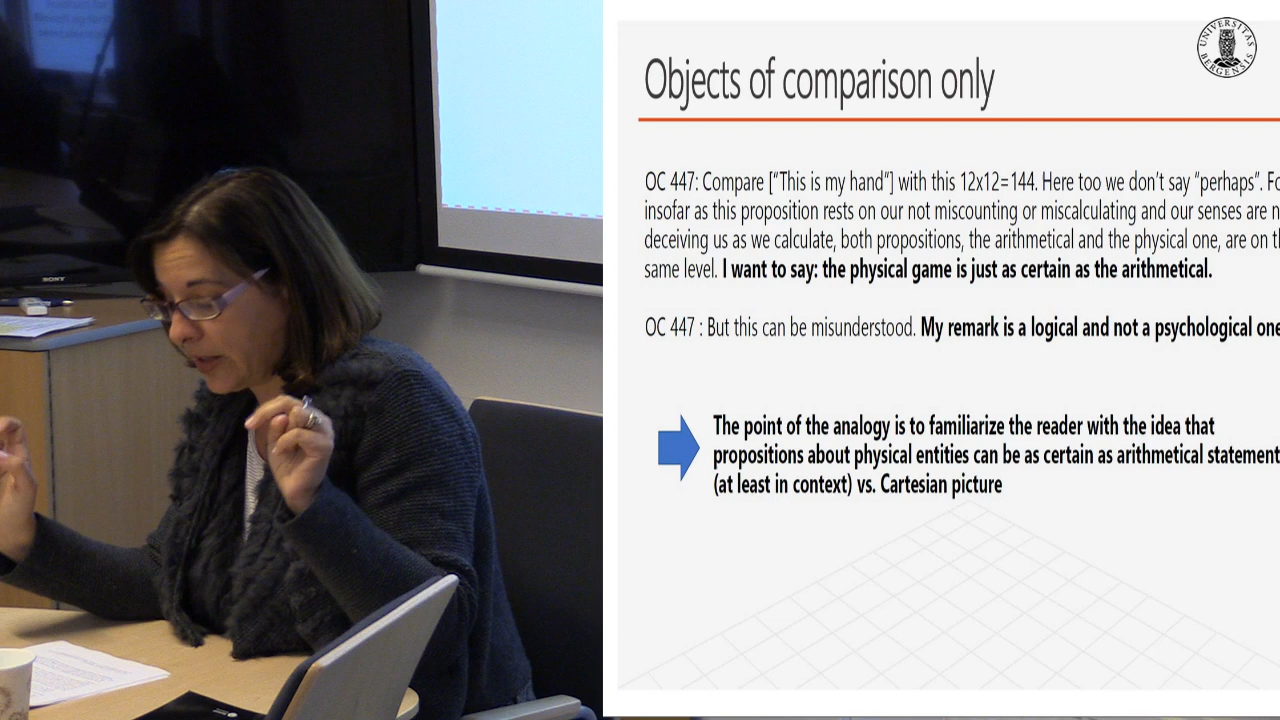 Objects of comparison only
UNIVERSITAS
BERGENSIS
OC 447: Compare [“This is my hand”] with this 12x12=144. Here too we don’t say “perhaps”.
insofar as this proposition rests on our not miscounting or miscalculating and our senses are
deceiving us as we calculate, both propositions, the arithmetical and the physical one, are on
same level. I want to say: the physical game is just as certain as the arithmetical.
OC 447 : But this can be misunderstood. My remark is a logical and not a psychological one
The point of the analogy is to familiarize the reader with the idea that
propositions about physical entities can be as certain as arithmetical statement
(at least in context) vs. Cartesian picture
SONY